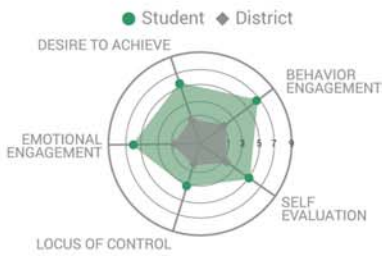 Student District
DESIRE TO ACHIEVE
BEHAVIOR
ENGAGEMENT
EMOTIONAL
ENGAGEMENT
1 3 5 7 9
SELF
EVALUATION
LOCUS OF CONTROL